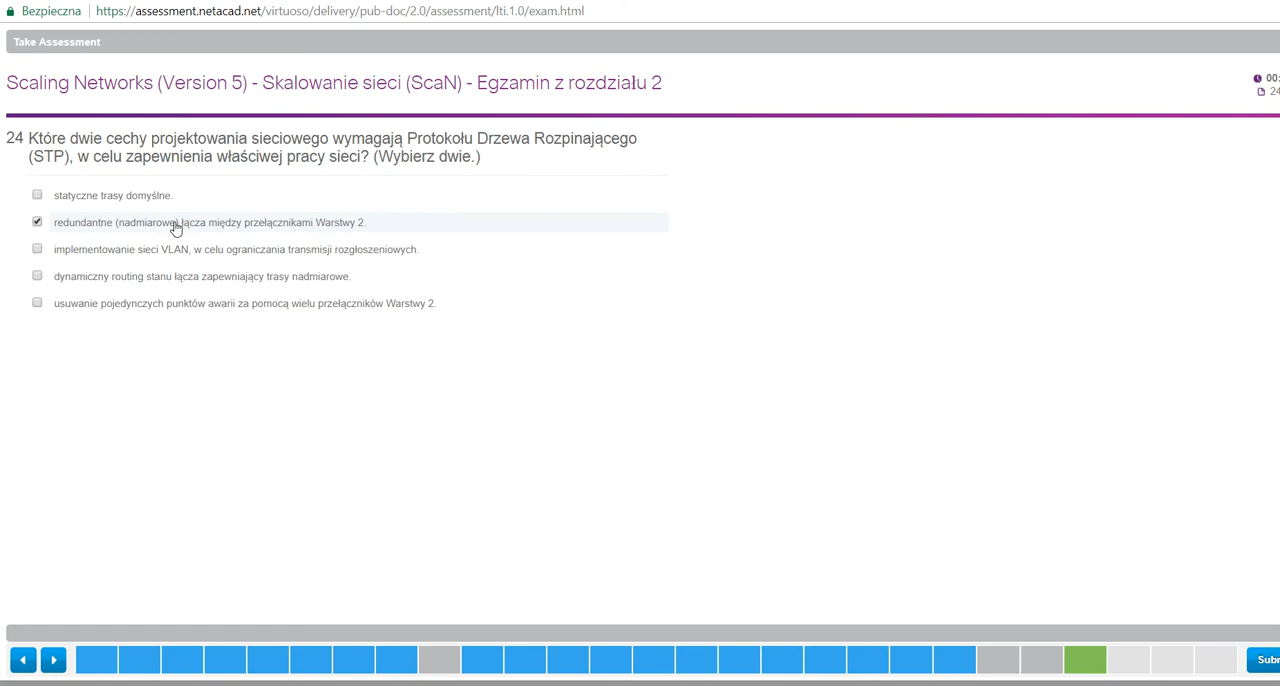 Bezpieczna https://assessment.netacad.net/virtuoso/delivery/pub-doc/2.0/assessment/lti.1.0/exam.html
Take Assessment
Scaling Networks (Version 5) - Skalowanie sieci (ScaN) - Egzamin z rozdziału 2
00:
24
24 Które dwie cechy projektowania sieciowego wymagają Protokołu Drzewa Rozpinającego
(STP), w celu zapewnienia właściwej pracy sieci? (Wybierz dwie.)
statyczne trasy domyślne.
redundantne (nadmiarowe) łącza między przełącznikami Warstwy 2.
implementowanie sieci VLAN, w celu ograniczania transmisji rozgłoszeniowych.
dynamiczny routing stanu łącza zapewniający trasy nadmiarowe.
usuwanie pojedynczych punktów awarii za pomocą wielu przełączników Warstwy 2.
Subm